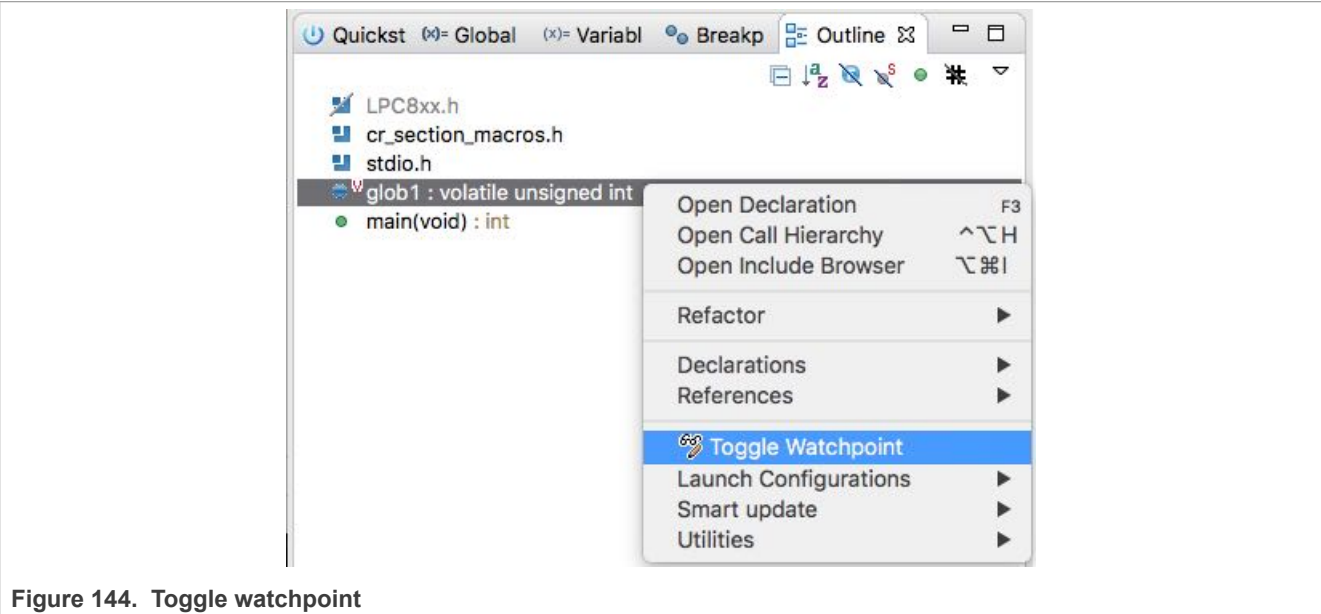 Quickst (x)= Global (x)= Variabl Breakp Outline
LPC8xx.h
cr_section_macros.h
stdio.h
glob1 : volatile unsigned int
main(void) : int
Open Declaration F3
Open Call Hierarchy ^⌥H
Open Include Browser ⌥⌘I
Refactor
Declarations
References
Toggle Watchpoint
Launch Configurations
Smart update
Utilities
Figure 144. Toggle watchpoint